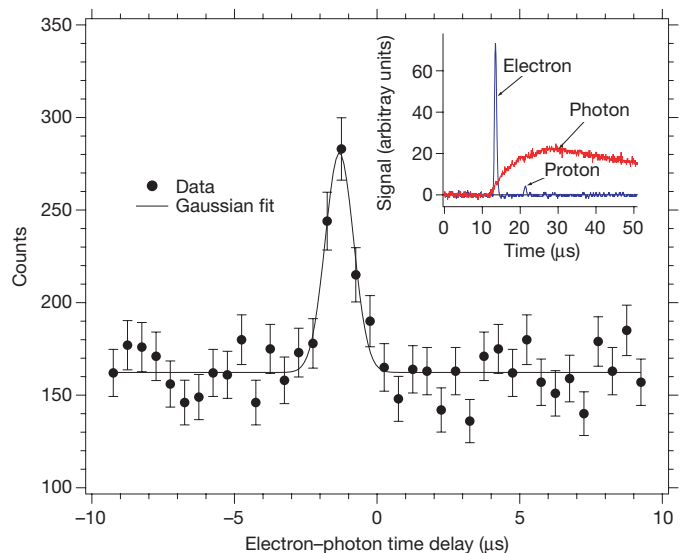 350
300
250
200
150
100
Counts
−10
−5
0
5
10
Electron–photon time delay (μs)
Data
Gaussian fit
Signal (arbitray units)
60
40
20
0
Electron
Photon
Proton
0
10
20
30
40
50
Time (μs)